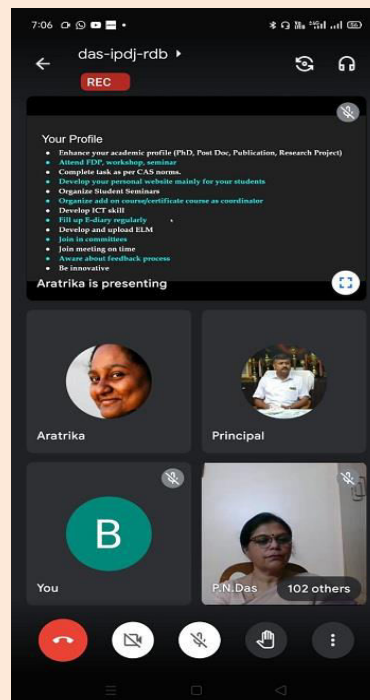 7:06
das-ipdj-rdb
REC
Your Profile
Enhance your academic profile (PhD, Post Doc, Publication, Research Project)
Attend FDP, workshop, seminar
Complete task as per CAS norms.
Develop your personal website mainly for your students
Organize Student Seminars
Organize add on course/certificate course as coordinator
Develop ICT skill
Fill up E-diary regularly
Develop and upload ELM
Join in committees
Join meeting on time
Aware about feedback process
Be innovative
Aratrika is presenting
Aratrika
Principal
B
You
P.N.Das
102 others